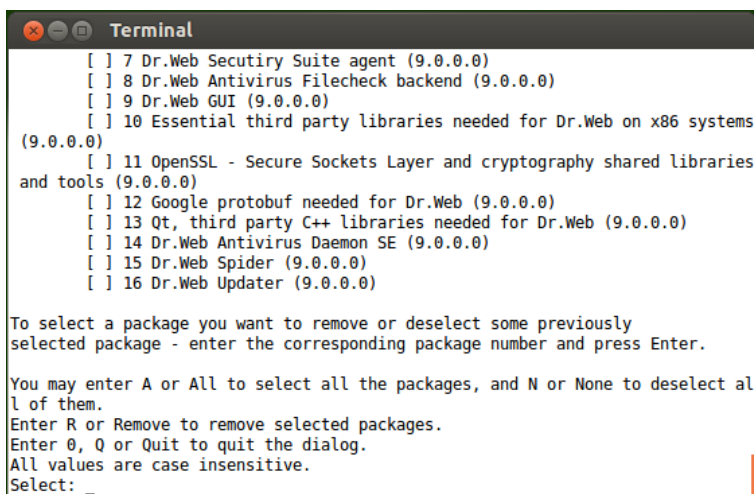 Terminal
[ ] 7 Dr.Web Secutiry Suite agent (9.0.0.0)
[ ] 8 Dr.Web Antivirus Filecheck backend (9.0.0.0)
[ ] 9 Dr.Web GUI (9.0.0.0)
[ ] 10 Essential third party libraries needed for Dr.Web on x86 systems
(9.0.0.0)
[ ] 11 OpenSSL - Secure Sockets Layer and cryptography shared libraries
and tools (9.0.0.0)
[ ] 12 Google protobuf needed for Dr.Web (9.0.0.0)
[ ] 13 Qt, third party C++ libraries needed for Dr.Web (9.0.0.0)
[ ] 14 Dr.Web Antivirus Daemon SE (9.0.0.0)
[ ] 15 Dr.Web Spider (9.0.0.0)
[ ] 16 Dr.Web Updater (9.0.0.0)
To select a package you want to remove or deselect some previously
selected package - enter the corresponding package number and press Enter.
You may enter A or All to select all the packages, and N or None to deselect al
l of them.
Enter R or Remove to remove selected packages.
Enter 0, Q or Quit to quit the dialog.
All values are case insensitive.
Select: _